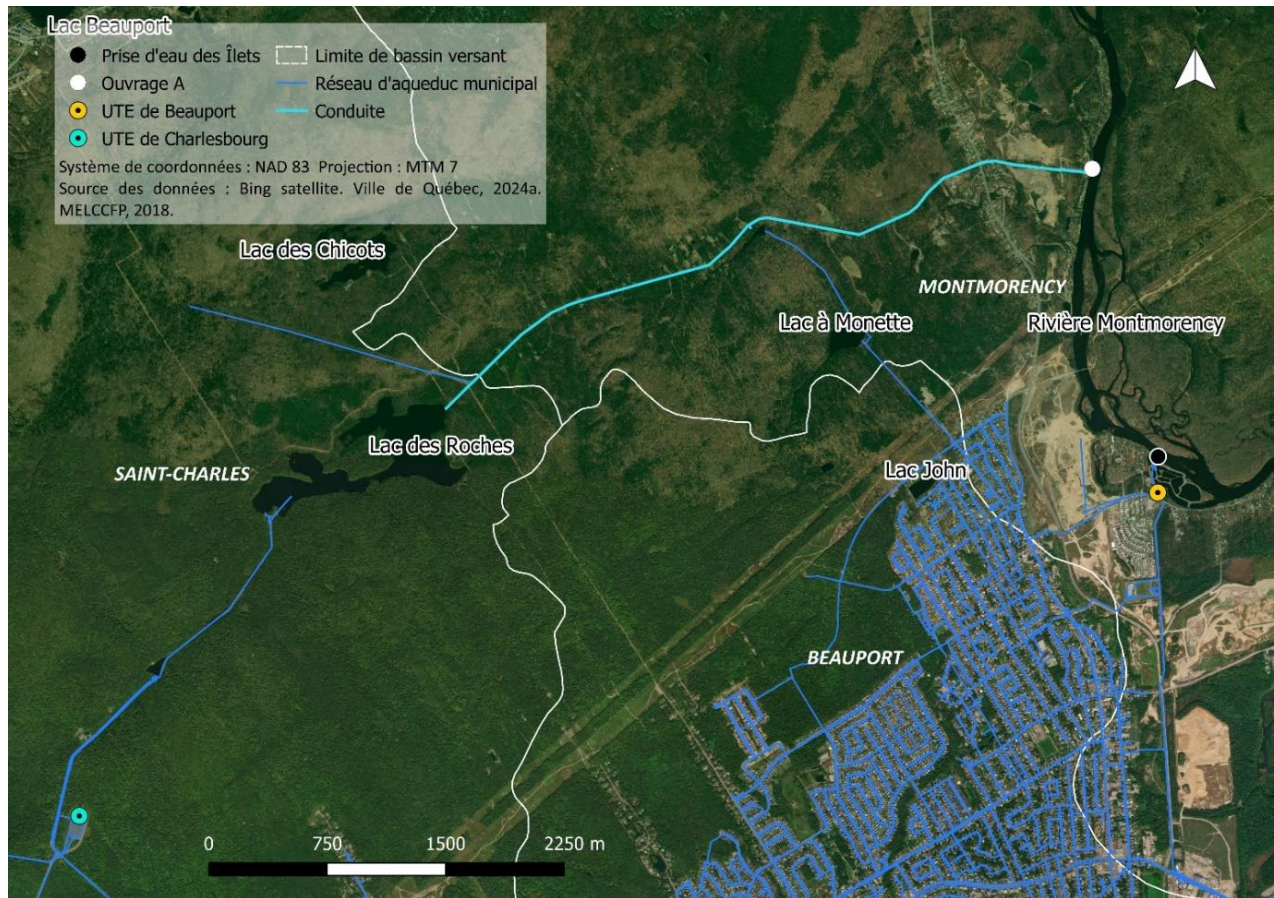 Lac Beauport
Prise d'eau des Îlets
Limite de bassin versant
Ouvrage A
Réseau d'aqueduc municipal
UTE de Beauport
Conduite
UTE de Charlesbourg
Système de coordonnées : NAD 83 Projection : MTM 7
Source des données : Bing satellite. Ville de Québec, 2024a.
MELCCFP, 2018.
Lac des Chicots
MONTMORENCY
Lac à Monette
Rivière Montmorency
Lac des Roches
SAINT-CHARLES
Lac John
BEAUPORT
0 750 1500 2250 m